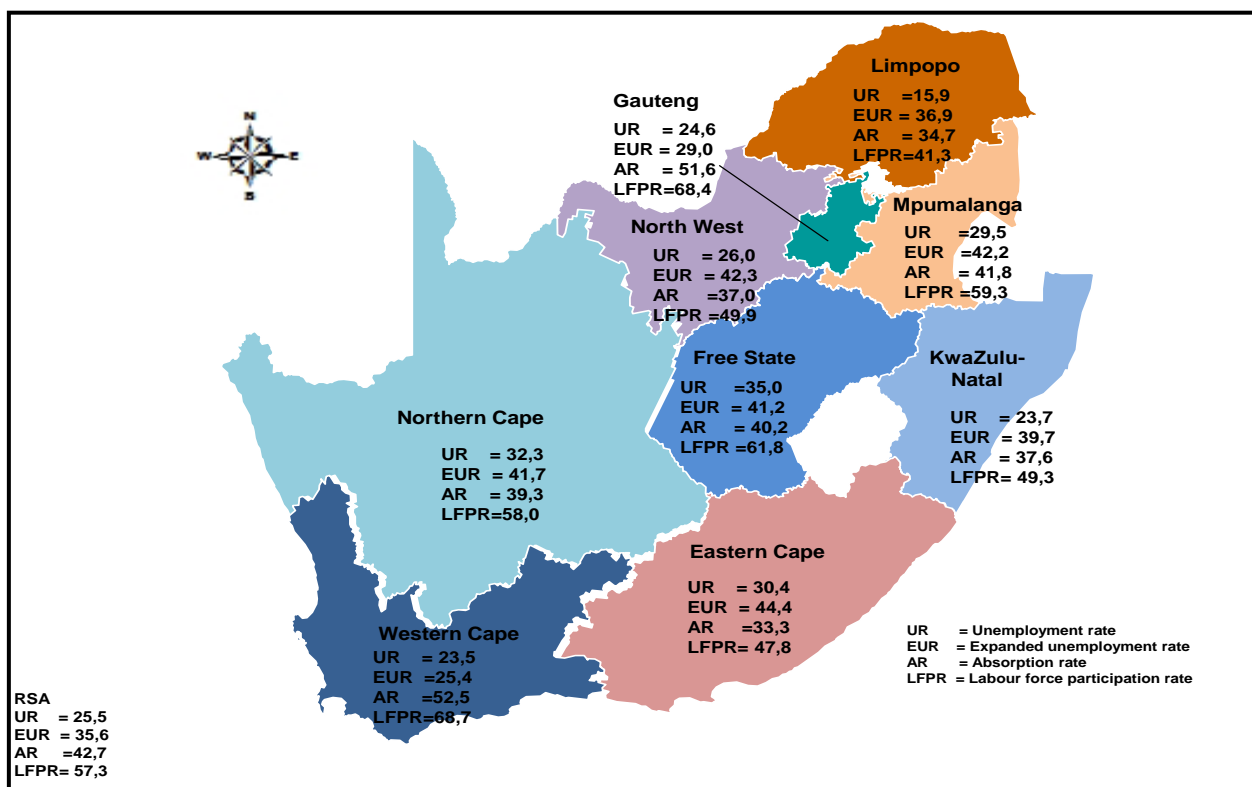 Limpopo
UR =15,9
EUR = 36,9
AR = 34,7
LFPR=41,3
Gauteng
UR = 24,6
EUR = 29,0
AR = 51,6
LFPR=68,4
N
W E
S
Mpumalanga
UR =29,5
EUR =42,2
AR = 41,8
LFPR =59,3
North West
UR = 26,0
EUR = 42,3
AR = 37,0
LFPR =49,9
Free State
UR =35,0
EUR = 41,2
AR = 40,2
LFPR =61,8
KwaZulu-
Natal
UR = 23,7
EUR = 39,7
AR = 37,6
LFPR = 49,3
Northern Cape
UR = 32,3
EUR = 41,7
AR = 39,3
LFPR=58,0
Eastern Cape
UR = 30,4
EUR = 44,4
AR = 33,3
LFPR= 47,8
Western Cape
UR = 23,5
EUR = 25,4
AR = 52,5
LFPR=68,7
UR = Unemployment rate
EUR = Expanded unemployment rate
AR = Absorption rate
LFPR = Labour force participation rate
RSA
UR = 25,5
EUR = 35,6
AR =42,7
LFPR= 57,3